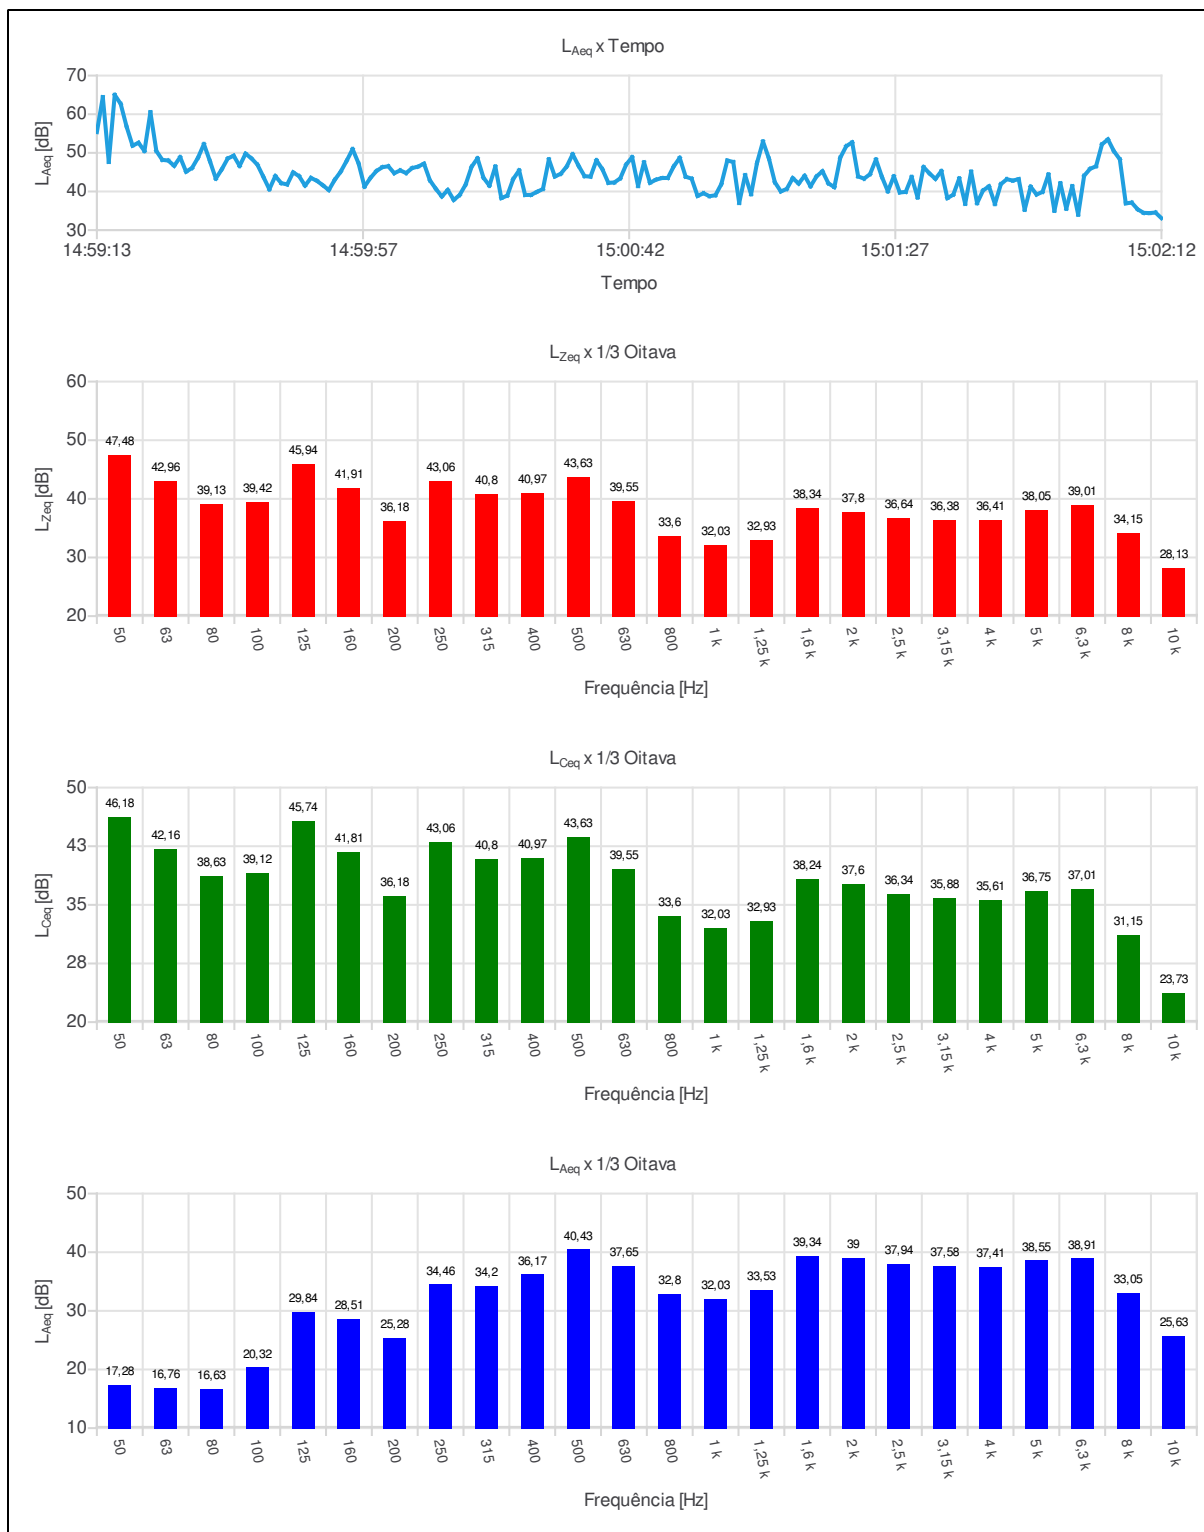 LAeq x Tempo
70
60
50
40
30
LAeq [dB]
14:59:13 14:59:57 15:00:42 15:01:27 15:02:12
Tempo
LZeq x 1/3 Oitava
60
50
40
30
20
LZeq [dB]
47,48 42,96 39,13 39,42 45,94 41,91 36,18 43,06 40,8 40,97 43,63 39,55 33,6 32,03 32,93 38,34 37,8 36,64 36,38 36,41 38,05 39,01 34,15 28,13
50 63 80 100 125 160 200 250 315 400 500 630 800 1 k 1,25 k 1,6 k 2 k 2,5 k 3,15 k 4 k 5 k 6,3 k 8 k 10 k
Frequência [Hz]
LCeq x 1/3 Oitava
50
43
35
28
20
LCeq [dB]
46,18 42,16 38,63 39,12 45,74 41,81 36,18 43,06 40,8 40,97 43,63 39,55 33,6 32,03 32,93 38,24 37,6 36,34 35,88 35,61 36,75 37,01 31,15 23,73
50 63 80 100 125 160 200 250 315 400 500 630 800 1 k 1,25 k 1,6 k 2 k 2,5 k 3,15 k 4 k 5 k 6,3 k 8 k 10 k
Frequência [Hz]
LAeq x 1/3 Oitava
50
40
30
20
10
LAeq [dB]
17,28 16,76 16,63 20,32 29,84 28,51 25,28 34,46 34,2 36,17 40,43 37,65 32,8 32,03 33,53 39,34 39 37,94 37,58 37,41 38,55 38,91 33,05 25,63
50 63 80 100 125 160 200 250 315 400 500 630 800 1 k 1,25 k 1,6 k 2 k 2,5 k 3,15 k 4 k 5 k 6,3 k 8 k 10 k
Frequência [Hz]